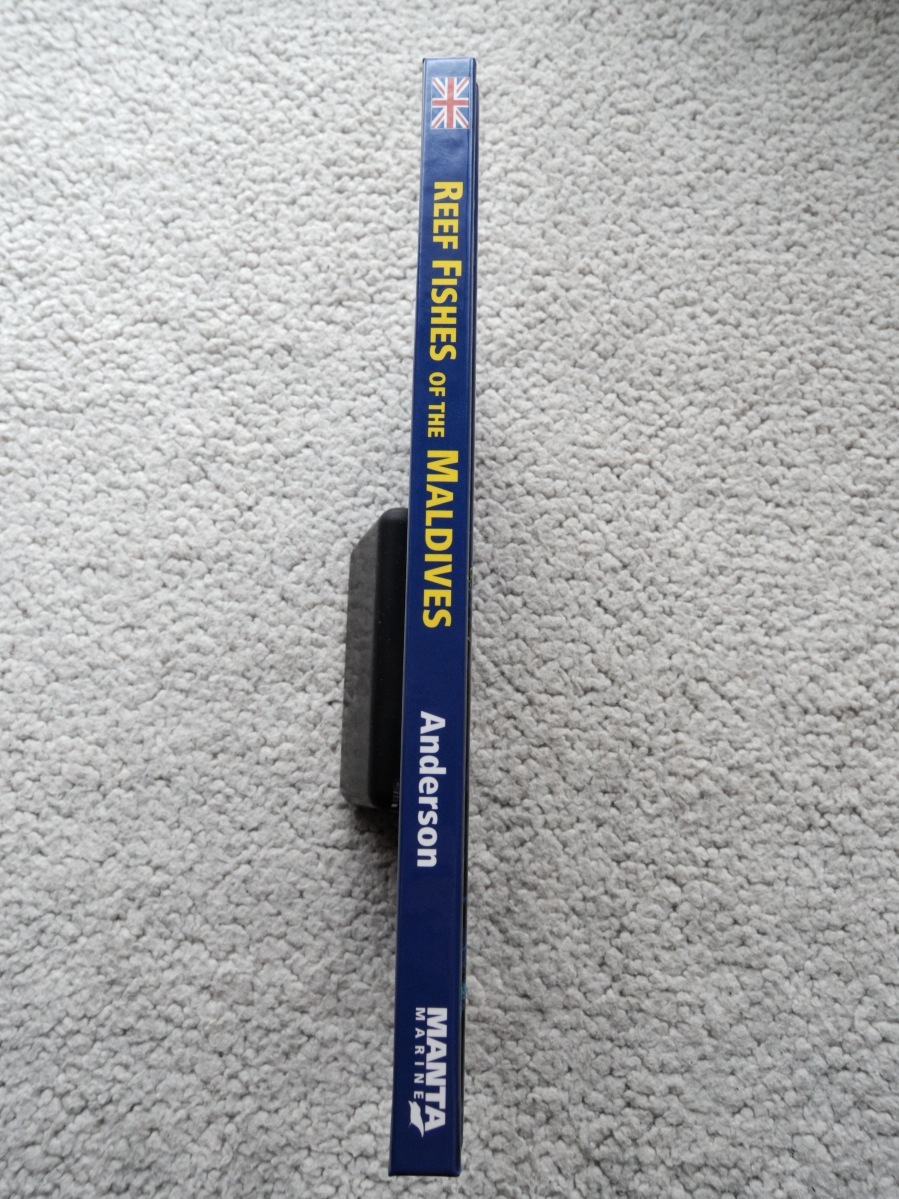 REEF FISHES OF THE MALDIVES
Anderson
MANTA
MARINE